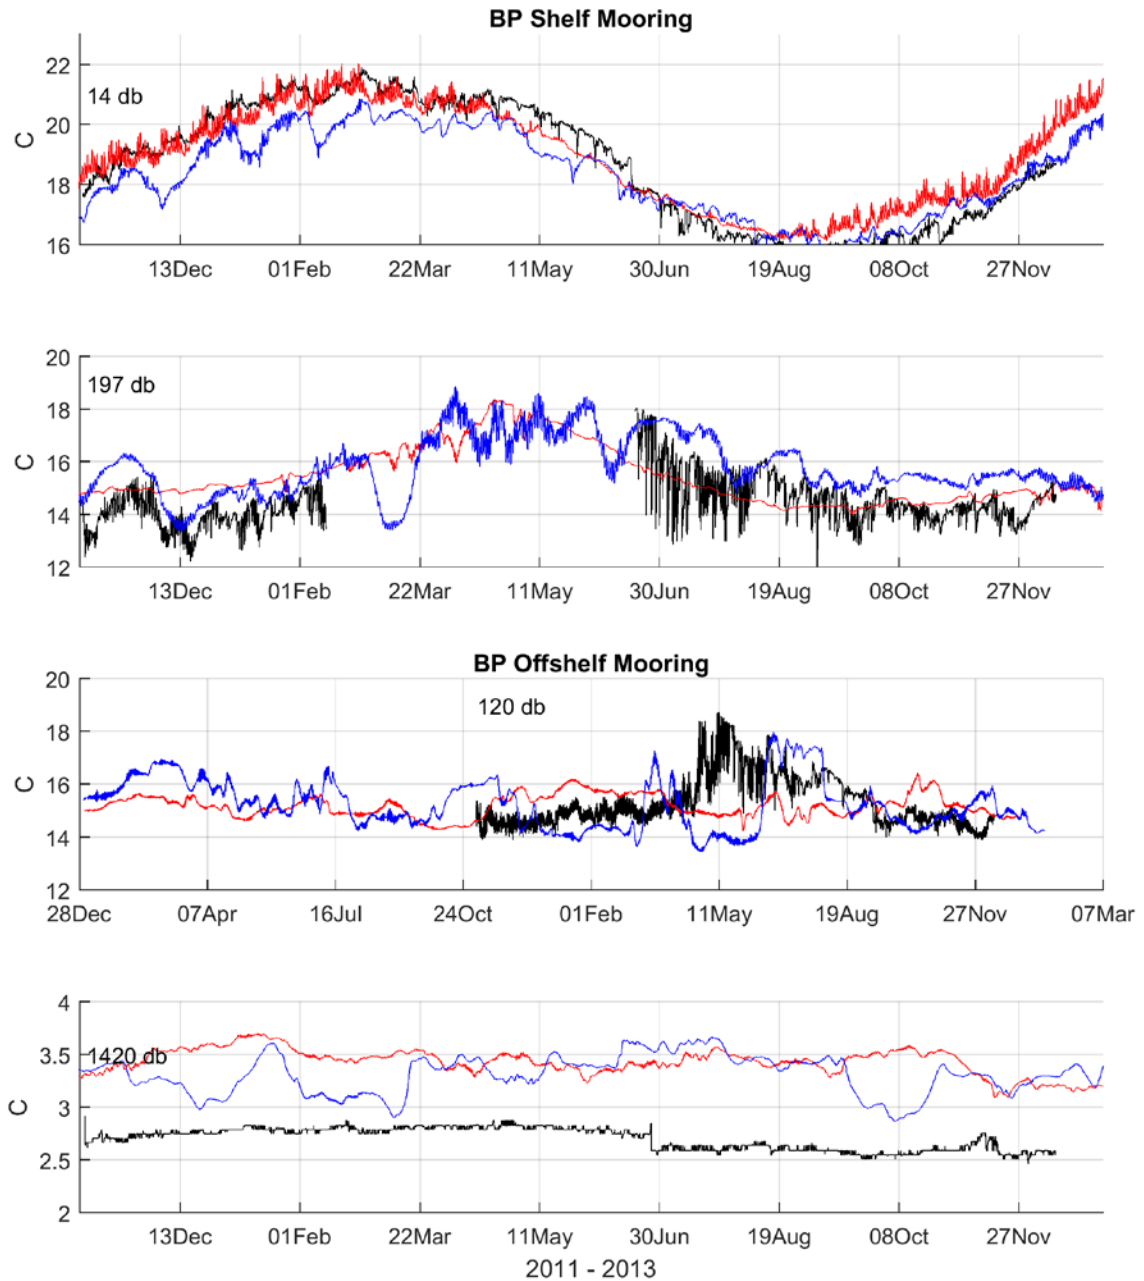 BP Shelf Mooring
22
20
18
16
C
14 db
13Dec 01Feb 22Mar 11May 30Jun 19Aug 08Oct 27Nov
20
18
16
14
12
C
197 db
13Dec 01Feb 22Mar 11May 30Jun 19Aug 08Oct 27Nov
BP Offshelf Mooring
20
18
16
14
12
C
120 db
28Dec 07Apr 16Jul 24Oct 01Feb 11May 19Aug 27Nov 07Mar
4
3.5
3
2.5
2
C
1420 db
13Dec 01Feb 22Mar 11May 30Jun 19Aug 08Oct 27Nov
2011 - 2013